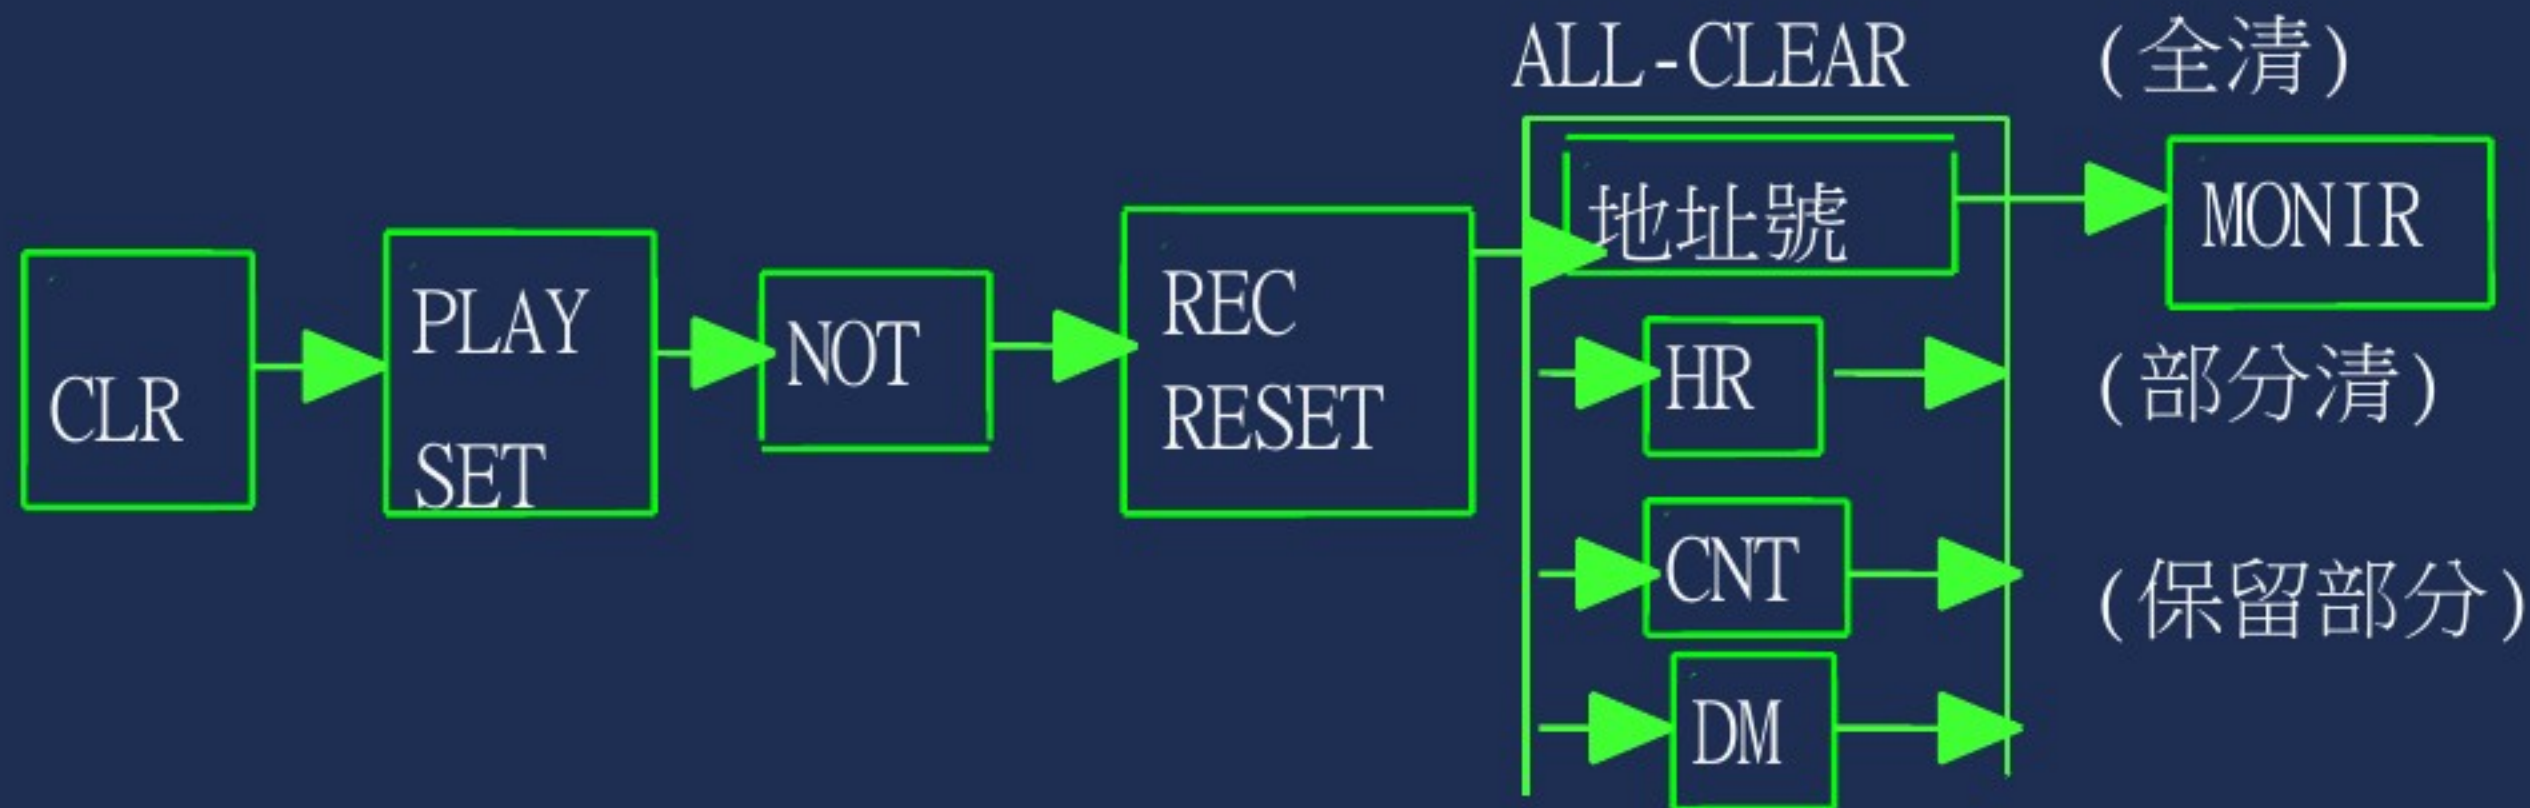 ALL-CLEAR (全清)
地址號
MONIR
CLR
PLAY
SET
NOT
REC
RESET
HR
(部分清)
CNT
(保留部分)
DM